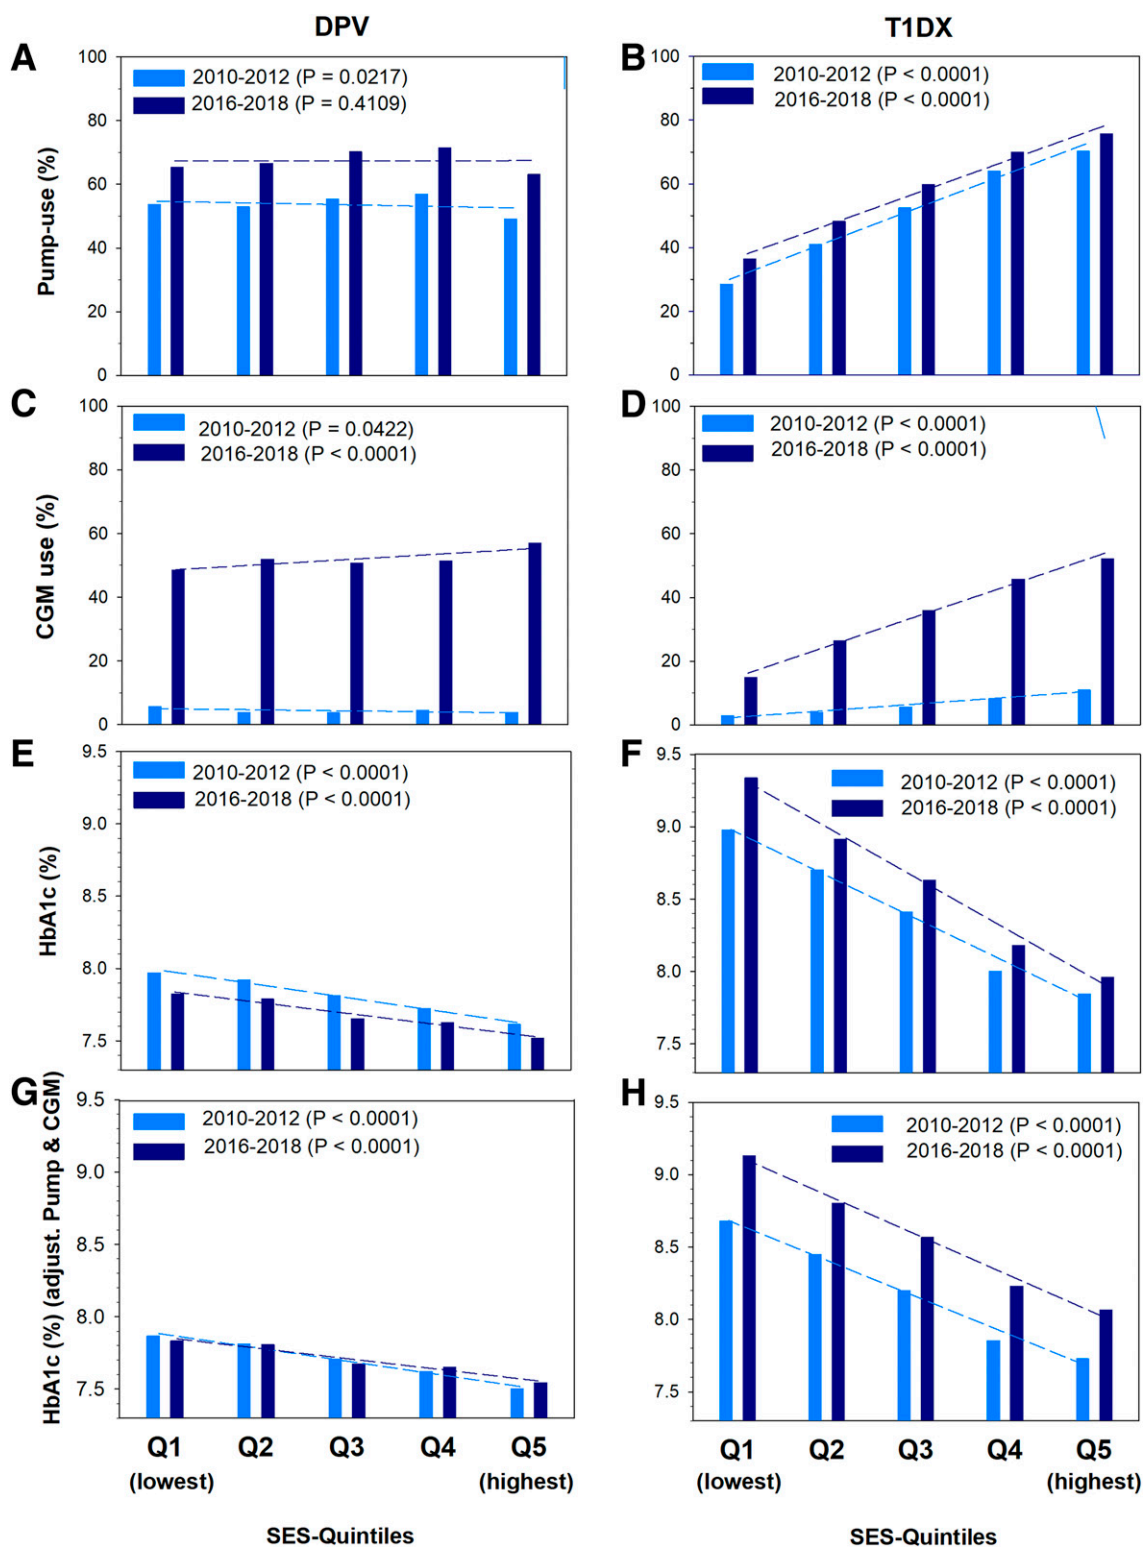 DPV
T1DX
A
100
80
60
40
20
0
Pump-use (%)
2010-2012 (P = 0.0217)
2016-2018 (P = 0.4109)
B
100
80
60
40
20
0
2010-2012 (P < 0.0001)
2016-2018 (P < 0.0001)
C
100
80
60
40
20
0
CGM use (%)
2010-2012 (P = 0.0422)
2016-2018 (P < 0.0001)
D
100
80
60
40
20
0
2010-2012 (P < 0.0001)
2016-2018 (P < 0.0001)
E
9.5
9.0
8.5
8.0
7.5
HbA1c (%)
2010-2012 (P < 0.0001)
2016-2018 (P < 0.0001)
F
9.5
9.0
8.5
8.0
7.5
2010-2012 (P < 0.0001)
2016-2018 (P < 0.0001)
G
9.5
9.0
8.5
8.0
7.5
HbA1c (%) (adjust. Pump & CGM)
2010-2012 (P < 0.0001)
2016-2018 (P < 0.0001)
H
9.5
9.0
8.5
8.0
7.5
2010-2012 (P < 0.0001)
2016-2018 (P < 0.0001)
Q1 Q2 Q3 Q4 Q5
(lowest) (highest)
SES-Quintiles
Q1 Q2 Q3 Q4 Q5
(lowest) (highest)
SES-Quintiles